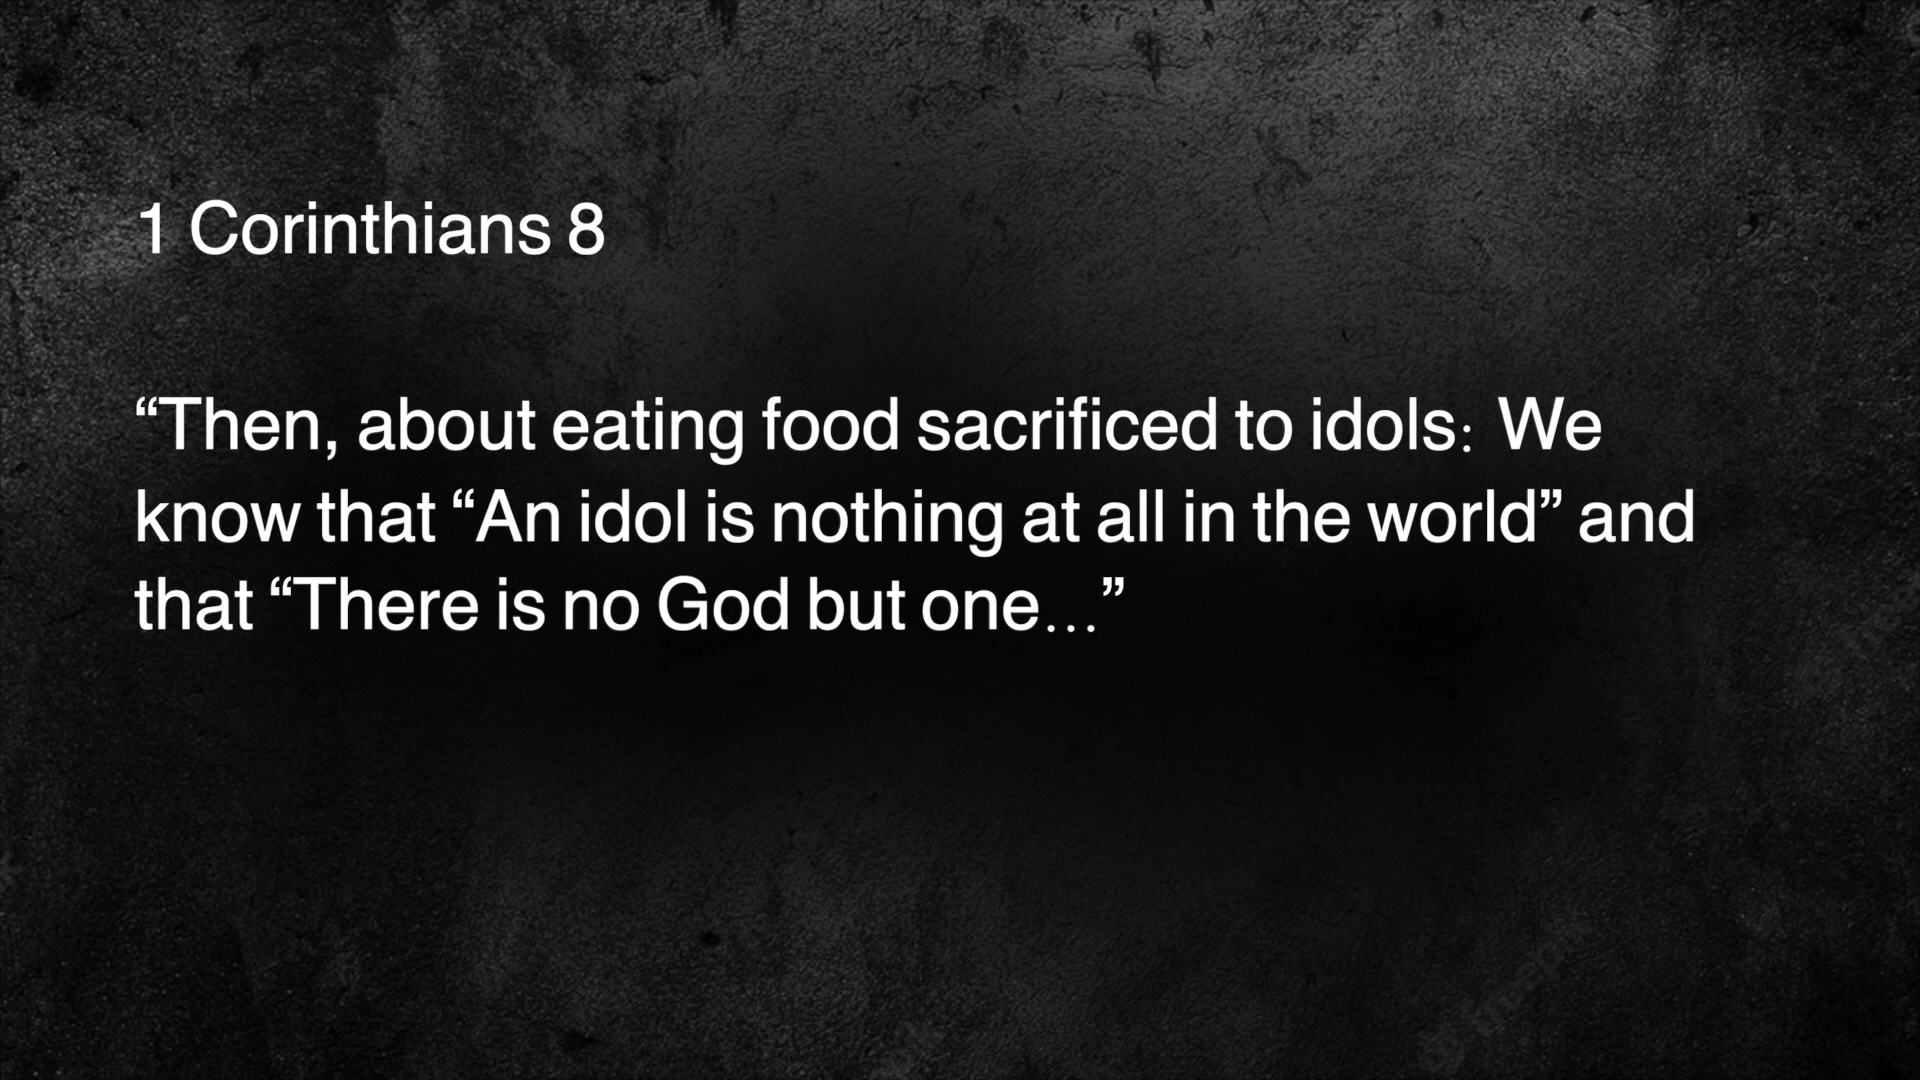 1 Corinthians 8
“Then, about eating food sacrificed to idols: We
know that “An idol is nothing at all in the world” and
that “There is no God but one…”